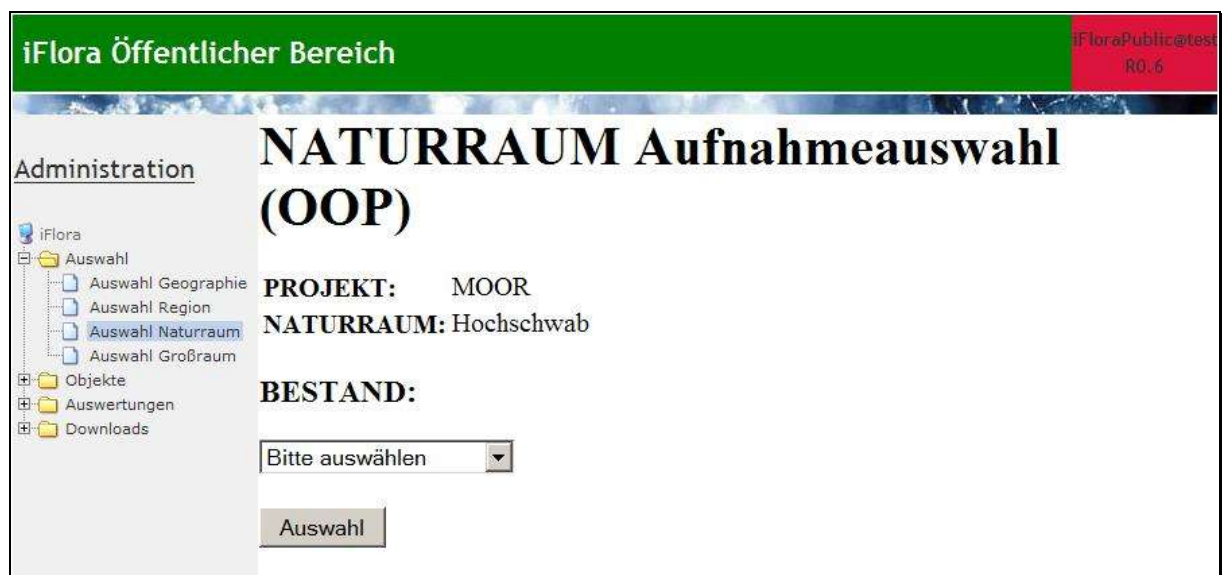 iFlora Öffentlicher Bereich
iFloraPublic@test
R0.6
Administration
iFlora
Auswahl
Auswahl Geographie
Auswahl Region
Auswahl Naturraum
Auswahl Großraum
Objekte
Auswertungen
Downloads
NATURRAUM Aufnahmeauswahl
(OOP)
PROJEKT: MOOR
NATURRAUM: Hochschwab
BESTAND:
Bitte auswählen
Auswahl